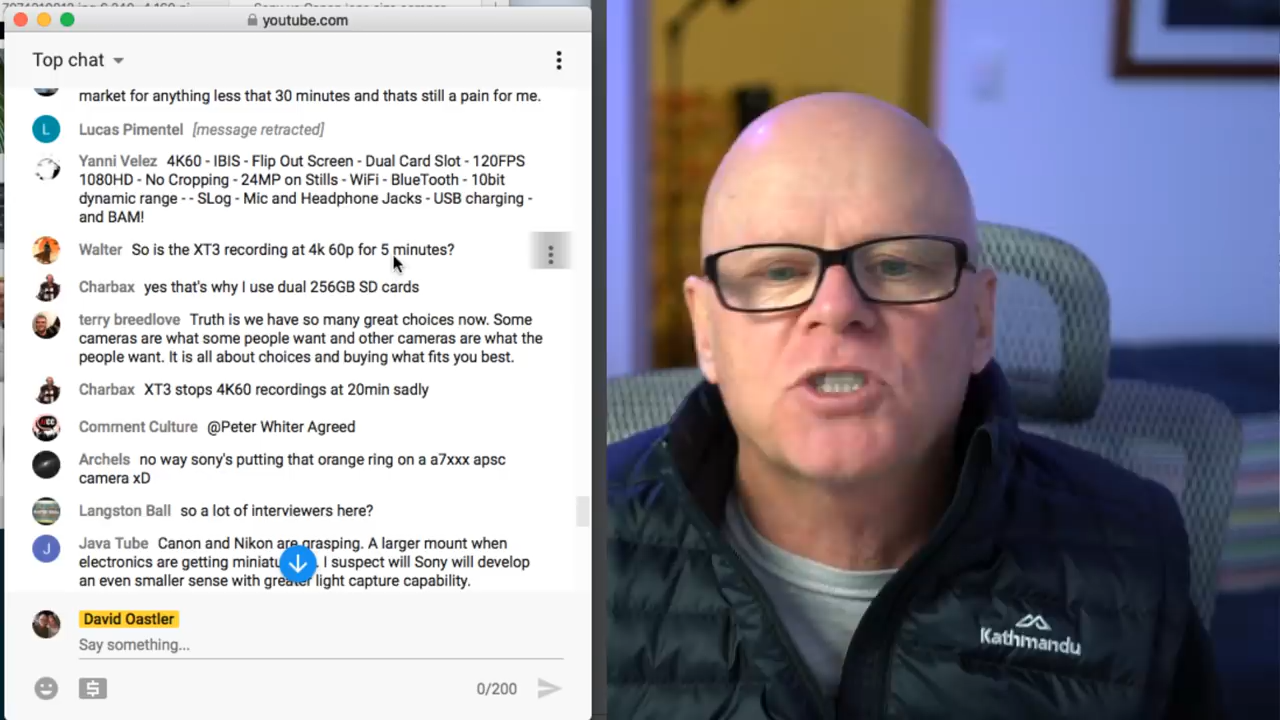 youtube.com
Top chat
market for anything less that 30 minutes and thats still a pain for me.
Lucas Pimentel [message retracted]
Yanni Velez 4K60 - IBIS - Flip Out Screen - Dual Card Slot - 120FPS
1080HD - No Cropping - 24MP on Stills - WiFi - BlueTooth - 10bit
dynamic range - - SLog - Mic and Headphone Jacks - USB charging -
and BAM!
Walter So is the XT3 recording at 4k 60p for 5 minutes?
Charbax yes that's why I use dual 256GB SD cards
terry breedlove Truth is we have so many great choices now. Some
cameras are what some people want and other cameras are what the
people want. It is all about choices and buying what fits you best.
Charbax XT3 stops 4K60 recordings at 20min sadly
Comment Culture @Peter Whiter Agreed
Archels no way sony's putting that orange ring on a a7xxx apsc
camera xD
Langston Ball so a lot of interviewers here?
J
Java Tube Canon and Nikon are grasping. A larger mount when
electronics are getting I suspect will Sony will develop
an even smaller sense with greater light capture capability.
David Oastler
Say something...
0/200
Kathmandu